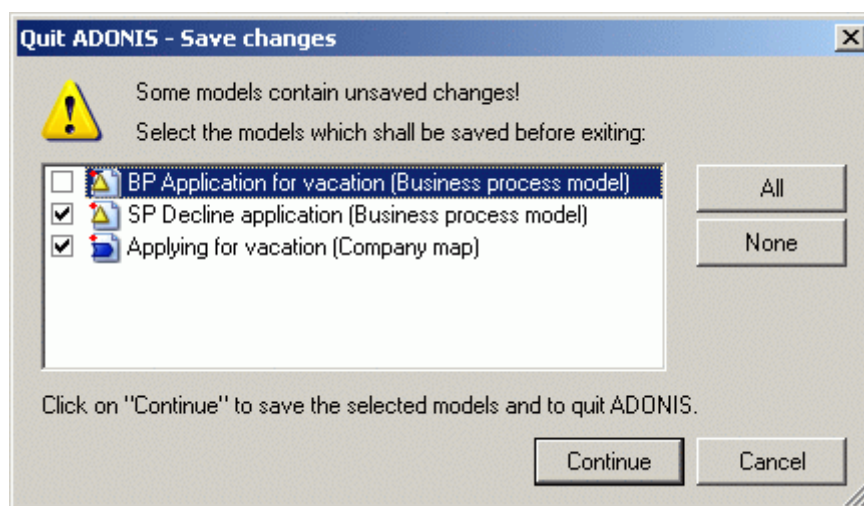 Quit ADONIS - Save changes
Some models contain unsaved changes!
Select the models which shall be saved before exiting:
BP Application for vacation (Business process model)
SP Decline application (Business process model)
Applying for vacation (Company map)
All
None
Click on "Continue" to save the selected models and to quit ADONIS.
Continue
Cancel